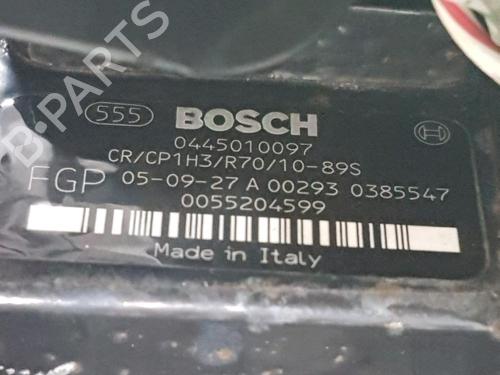 555 BOSCH
0445010097
CR/CP1H3/R70/10-89S
FGP 05-09-27 A 00293 0385547
0055204599
Made in Italy
B-PARTS